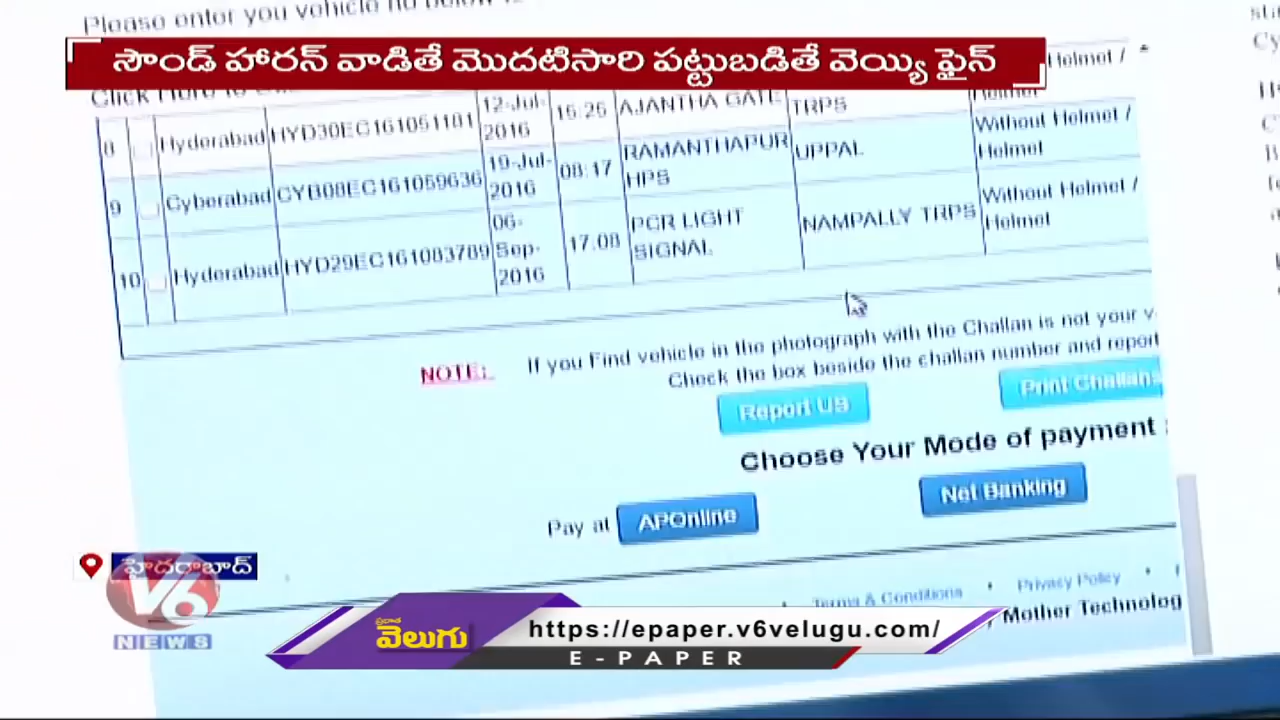 Please enter you vehicle no below
సౌండ్ హారన్ వాడితే మొదటిసారి పట్టుబడితే వెయ్యి ఫైన్
Helmet /
8 Hyderabad HYD30EC161051181 12-Jul-2016 15:25 AJANTHA GATE TRPS Helmet
9 Cyberabad CYB08EC161059636 19-Jul-2016 08:17 RAMANTHAPUR HPS UPPAL Without Helmet / Helmet
10 Hyderabad HYD29EC161083789 06-Sep-2016 17:08 PCR LIGHT SIGNAL NAMPALLY TRPS Without Helmet / Helmet
NOTE: If you Find vehicle in the photograph with the Challan is not your
Check the box beside the challan number and report
Report US Print Challans
Choose Your Mode of payment :
Pay at APOnline Net Banking
హైదరాబాద్
V6
NEWS
Terms & Conditions • Privacy Policy •
Mother Technolog
ప్రభాత
వెలుగు
https://epaper.v6velugu.com/
E-PAPER